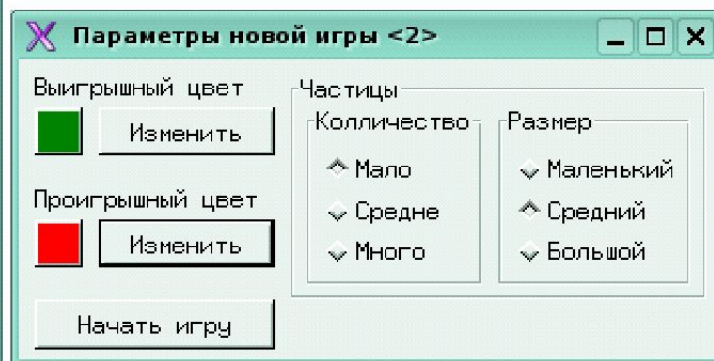 Параметры новой игры <2>
Выигрышный цвет
Изменить
Проигрышный цвет
Изменить
Начать игру
Частицы
Колличество
Мало
Средне
Много
Размер
Маленький
Средний
Большой